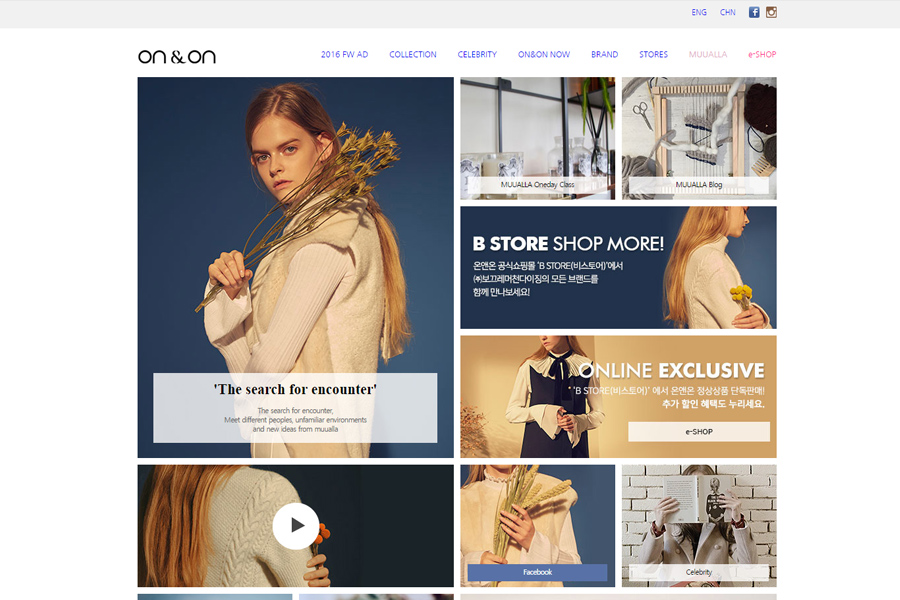 ENG CHN
on & on
2016 FW AD COLLECTION CELEBRITY ON&ON NOW BRAND STORES MUUALLA e-SHOP
MUUALLA Oneday Class
MUUALLA Blog
B STORE SHOP MORE!
온앤온 공식쇼핑몰 'B STORE(비스토어)'에서
㈜보끄레머천다이징의 모든 브랜드를
함께 만나보세요!
'The search for encounter'
The search for encounter,
Meet different peoples, unfamiliar environments
and new ideas from muualla
ONLINE EXCLUSIVE
'B STORE(비스토어)' 에서 온앤온 정상상품 단독판매!
추가 할인 혜택도 누리세요.
e-SHOP
Facebook
Celebrity